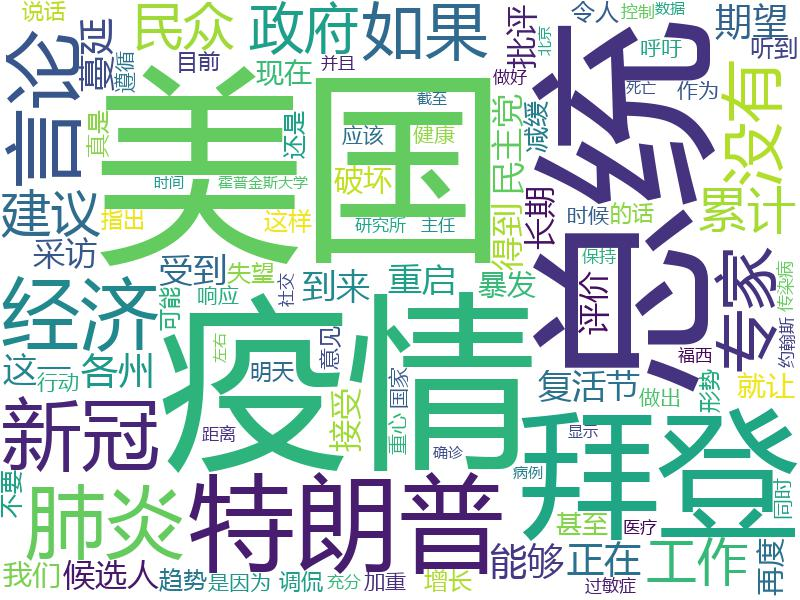 说话
民众
政府
如果
批评
令人
控制
数据
期望
北京
呼吁
听到
言论
蔓延
遵循
目前
现在
并且
做好
死亡
作为
美国
总统
没有
真是
还是
截至
应该
健康
民主党
减缓
建议
时间
霍普金斯大学
破坏
累计
指出
这样
研究所
主任
得到
长期
时候
的话
采访
受到
失望
到来
重启
暴发
保持
专家
传染病
可能
响应
社交
评价
经济
疫情
约翰斯
这一
行动
各州
左右
明天
意见
国家
福西
复活节
做出
形势
就让
新冠
距离
接受
重心
拜登
显示
确诊
不要
肺炎
特朗普
病例
甚至
医疗
同时
我们
候选人
趋势
是因为
调侃
充分
加重
增长
能够
正在
过敏症
工作
再度